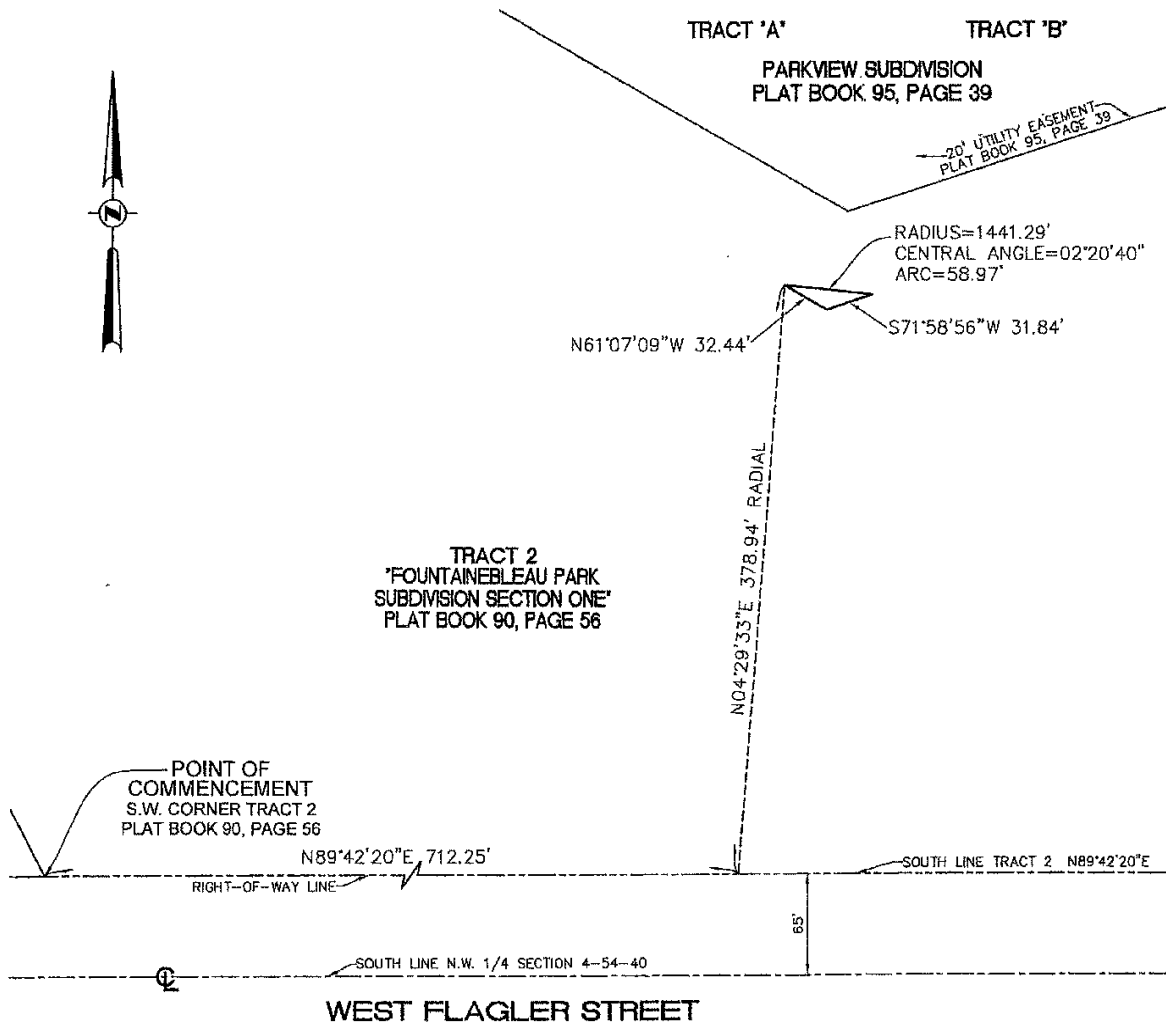 TRACT "A"
TRACT "B"
PARKVIEW SUBDIVISION
PLAT BOOK 95, PAGE 39
20' UTILITY EASEMENT
PLAT BOOK 95, PAGE 39
N
RADIUS=1441.29'
CENTRAL ANGLE=02°20'40"
ARC=58.97'
N61°07'09"W 32.44'
S71°58'56"W 31.84'
N04°29'33"E 378.94' RADIAL
TRACT 2
"FOUNTAINEBLEAU PARK
SUBDIVISION SECTION ONE"
PLAT BOOK 90, PAGE 56
POINT OF
COMMENCEMENT
S.W. CORNER TRACT 2
PLAT BOOK 90, PAGE 56
N89°42'20"E 712.25'
RIGHT-OF-WAY LINE
SOUTH LINE TRACT 2 N89°42'20"E
65'
SOUTH LINE N.W. 1/4 SECTION 4-54-40
℄
WEST FLAGLER STREET